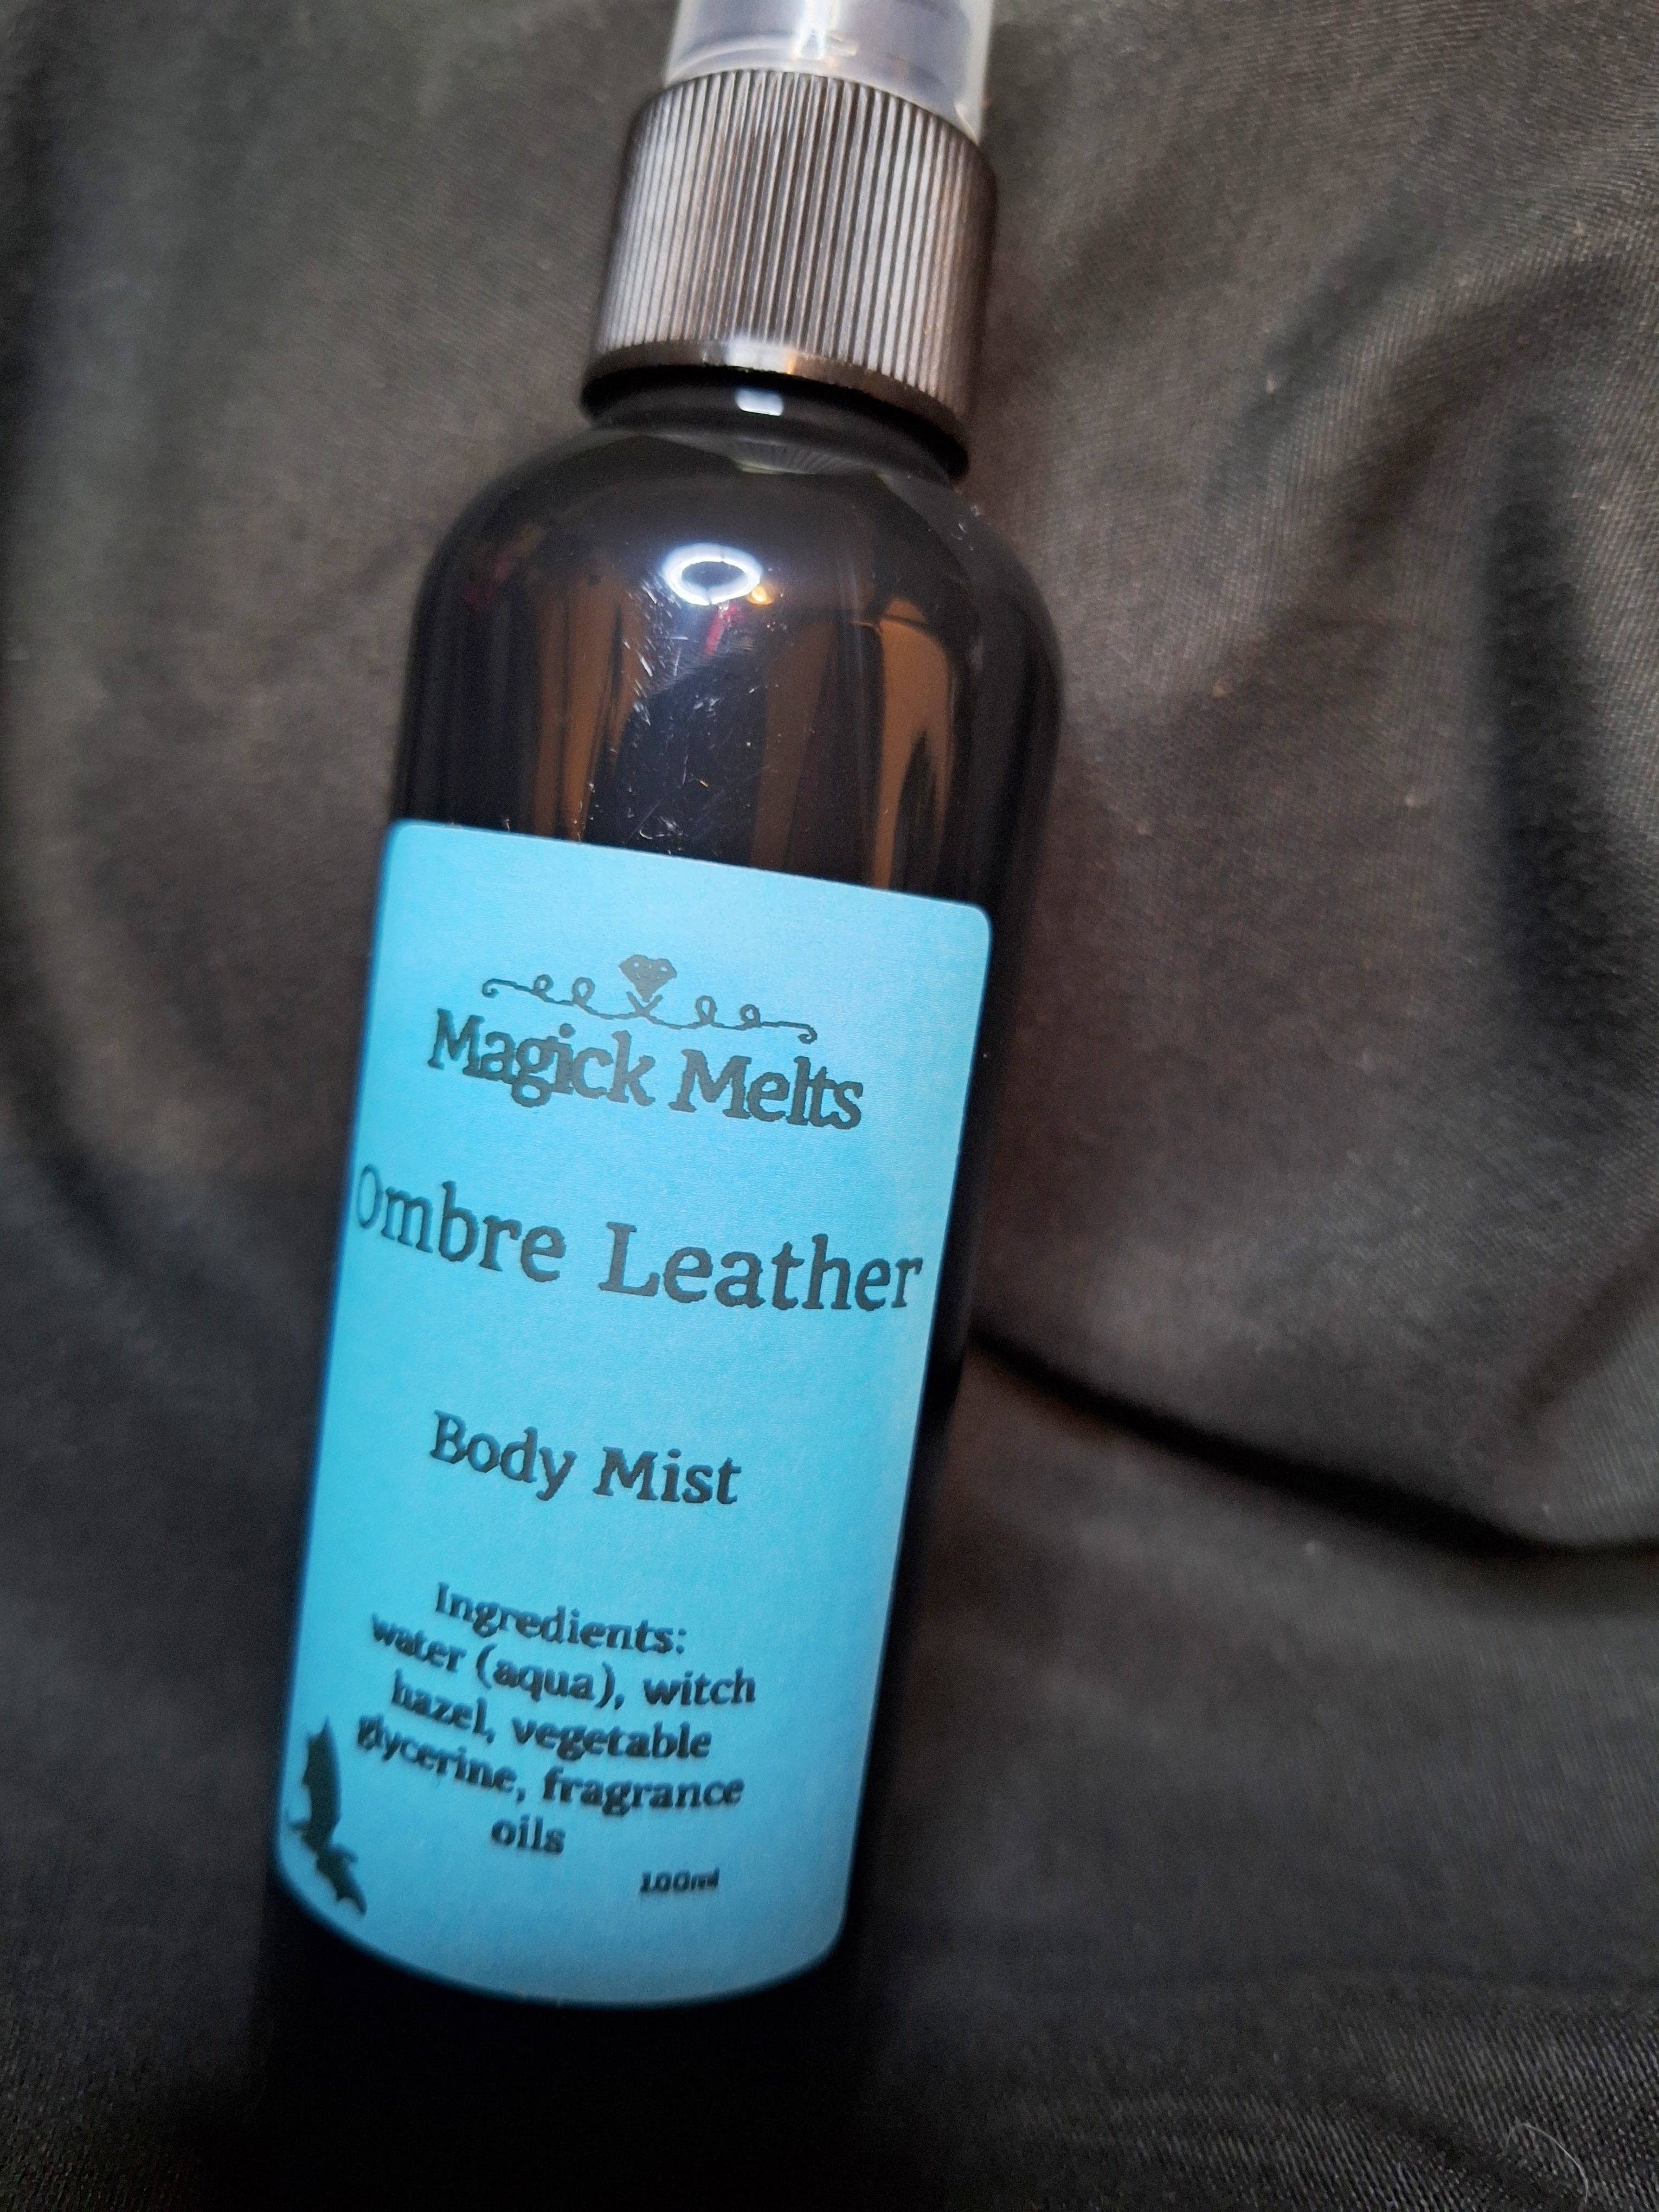 Magick Melts
Ombre Leather
Body Mist
Ingredients:
water (aqua), witch
hazel, vegetable
glycerine, fragrance
oils
100ml